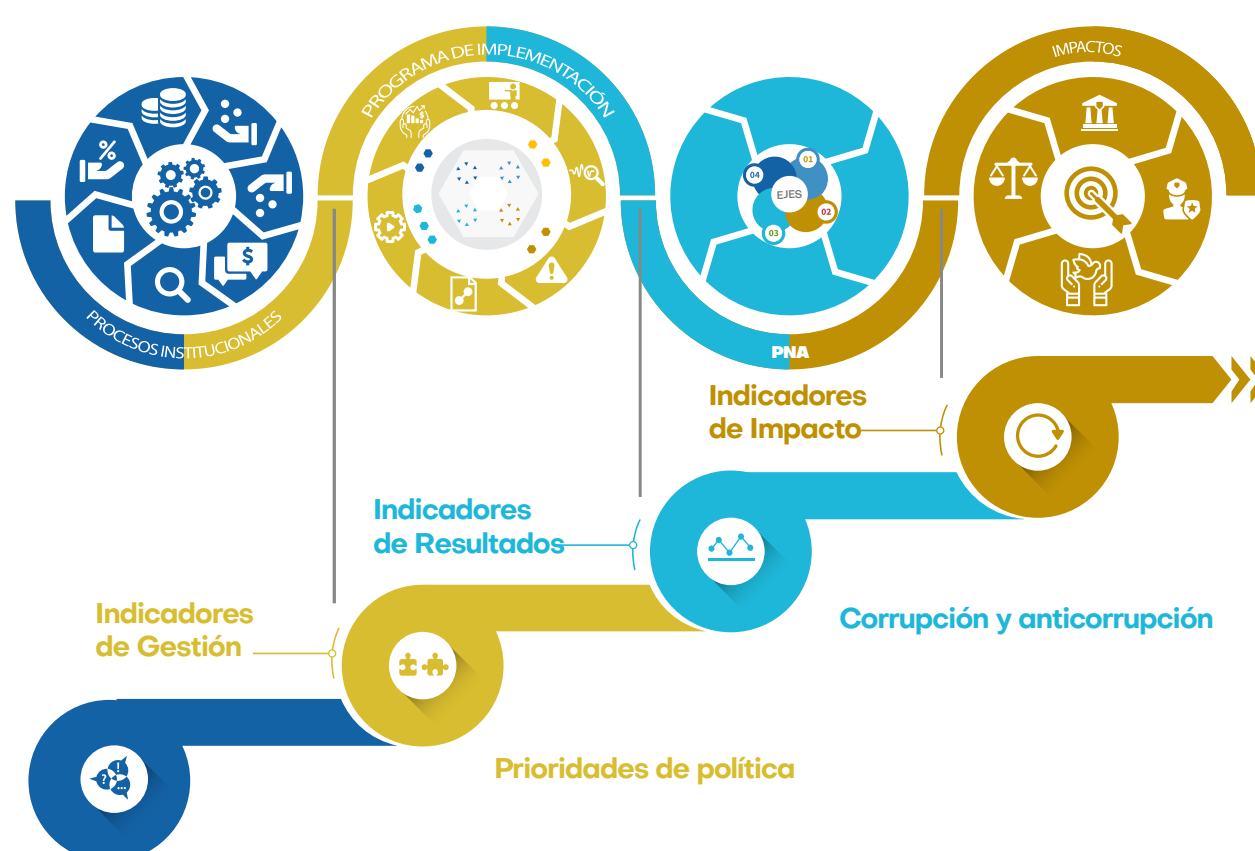 PROGRAMA DE IMPLEMENTACIÓN
IMPACTOS
%
$
01
04
EJES
02
03
PROCESOS INSTITUCIONALES
PNA
Indicadores
de Impacto
Indicadores
de Resultados
Indicadores
de Gestión
Corrupción y anticorrupción
Prioridades de política
! ? ...